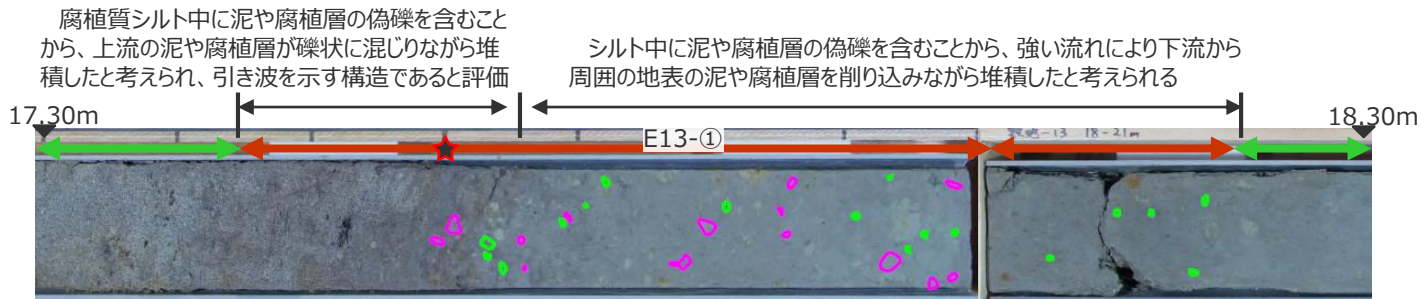 腐植質シルト中に泥や腐植層の偽礫を含むこと
から、上流の泥や腐植層が礫状に混じりながら堆
積したと考えられ、引き波を示す構造であると評価
シルト中に泥や腐植層の偽礫を含むことから、強い流れにより下流から
周囲の地表の泥や腐植層を削り込みながら堆積したと考えられる
17.30m
18.30m
E13-①
18-21m